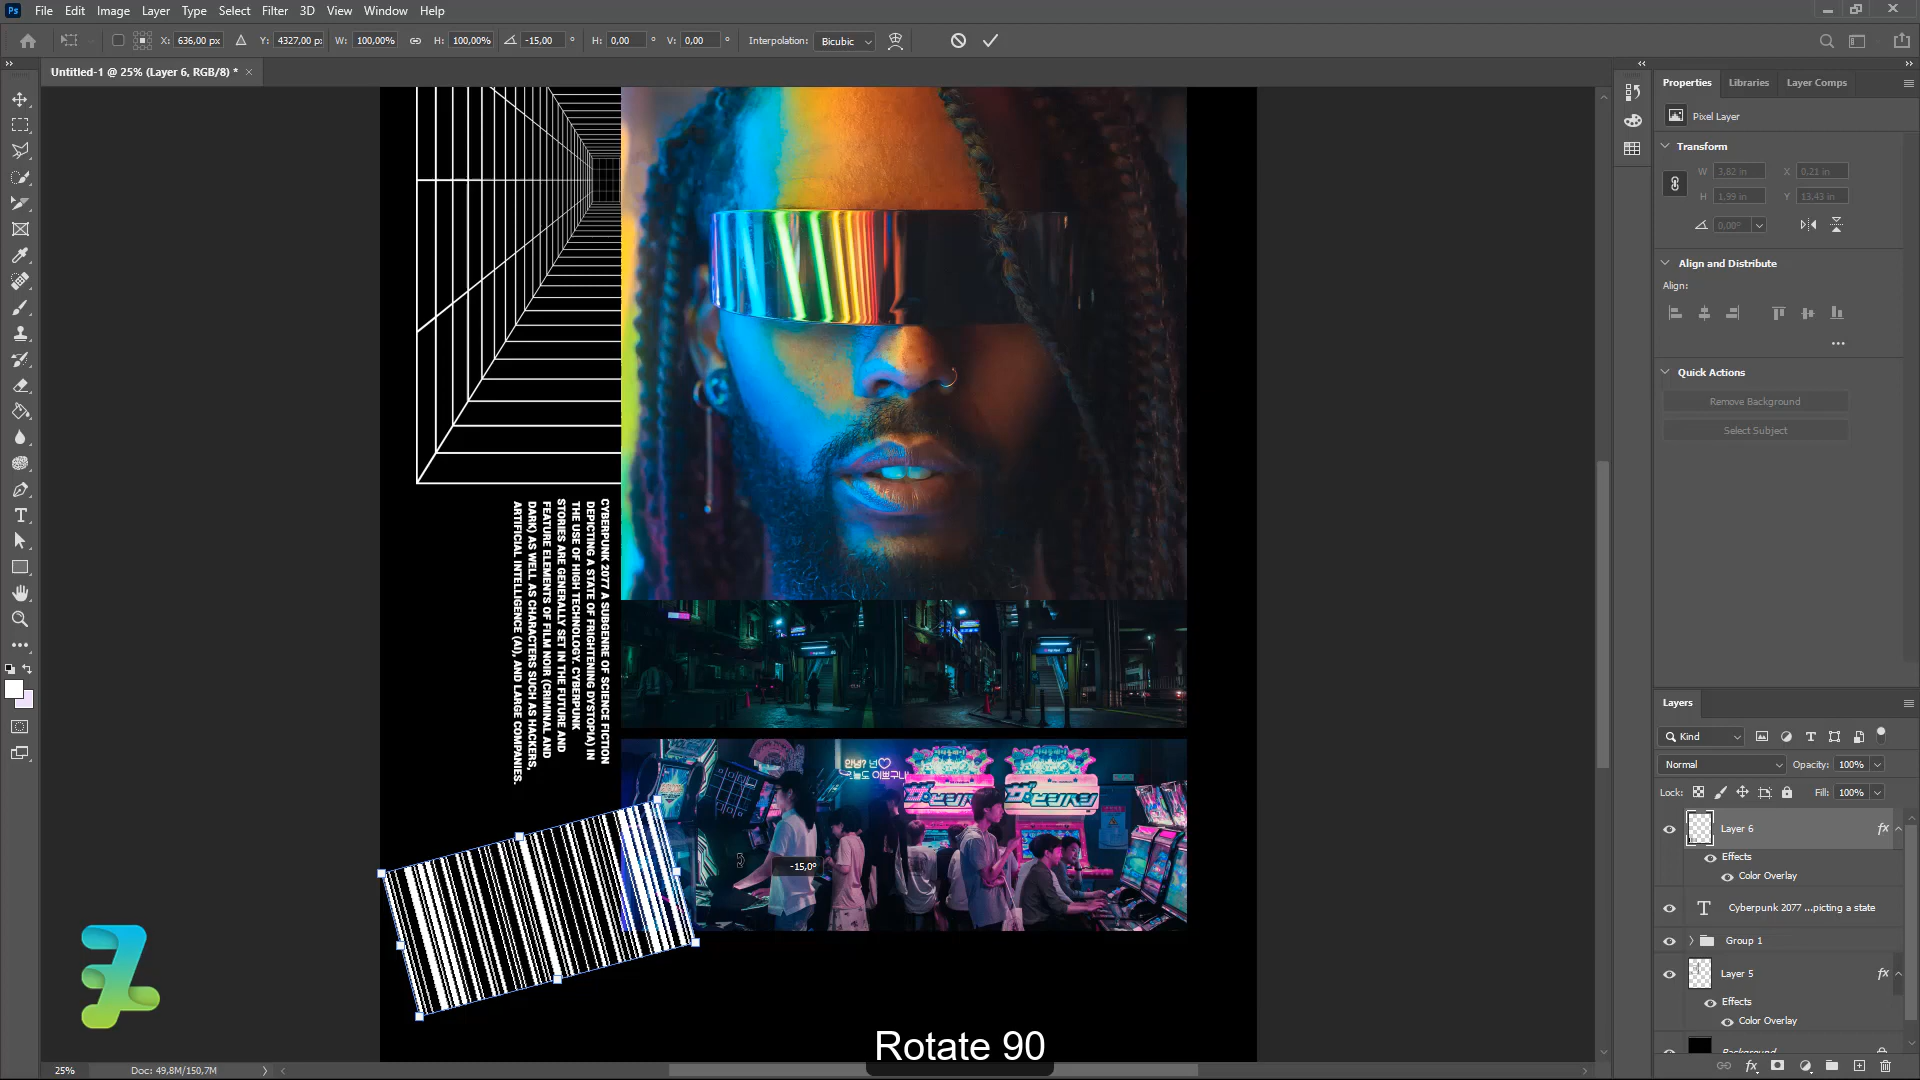 Ps File Edit Image Layer Type Select Filter 3D View Window Help
X: 636,00 px Y: 4327,00 px W: 100,00% H: 100,00% -15,00 ° H: 0,00 ° V: 0,00 ° Interpolation: Bicubic
Untitled-1 @ 25% (Layer 6, RGB/8) * ×
Properties Libraries Layer Comps
Pixel Layer
Transform
W 3,82 in X 0,21 in
H 1,99 in Y 13,43 in
0,00°
Align and Distribute
Align:
Quick Actions
Remove Background
Select Subject
CYBERPUNK 2077 A SUBGENRE OF SCIENCE FICTION
DEPICTING A STATE OF FRIGHTENING DYSTOPIA) IN
THE USE OF HIGH TECHNOLOGY. CYBERPUNK
STORIES ARE GENERALLY SET IN THE FUTURE AND
FEATURE ELEMENTS OF FILM NOIR (CRIMINAL AND
DARK) AS WELL AS CHARACTERS SUCH AS HACKERS,
ARTIFICIAL INTELLIGENCE (AI), AND LARGE COMPANIES.
안녕? 넌
-15,0°
Layers
Kind
Normal Opacity: 100%
Lock: Fill: 100%
Layer 6 fx
Effects
Color Overlay
T Cyberpunk 2077 ...picting a state
Group 1
Layer 5 fx
Effects
Color Overlay
Background
Rotate 90
25% Doc: 49,8M/150,7M